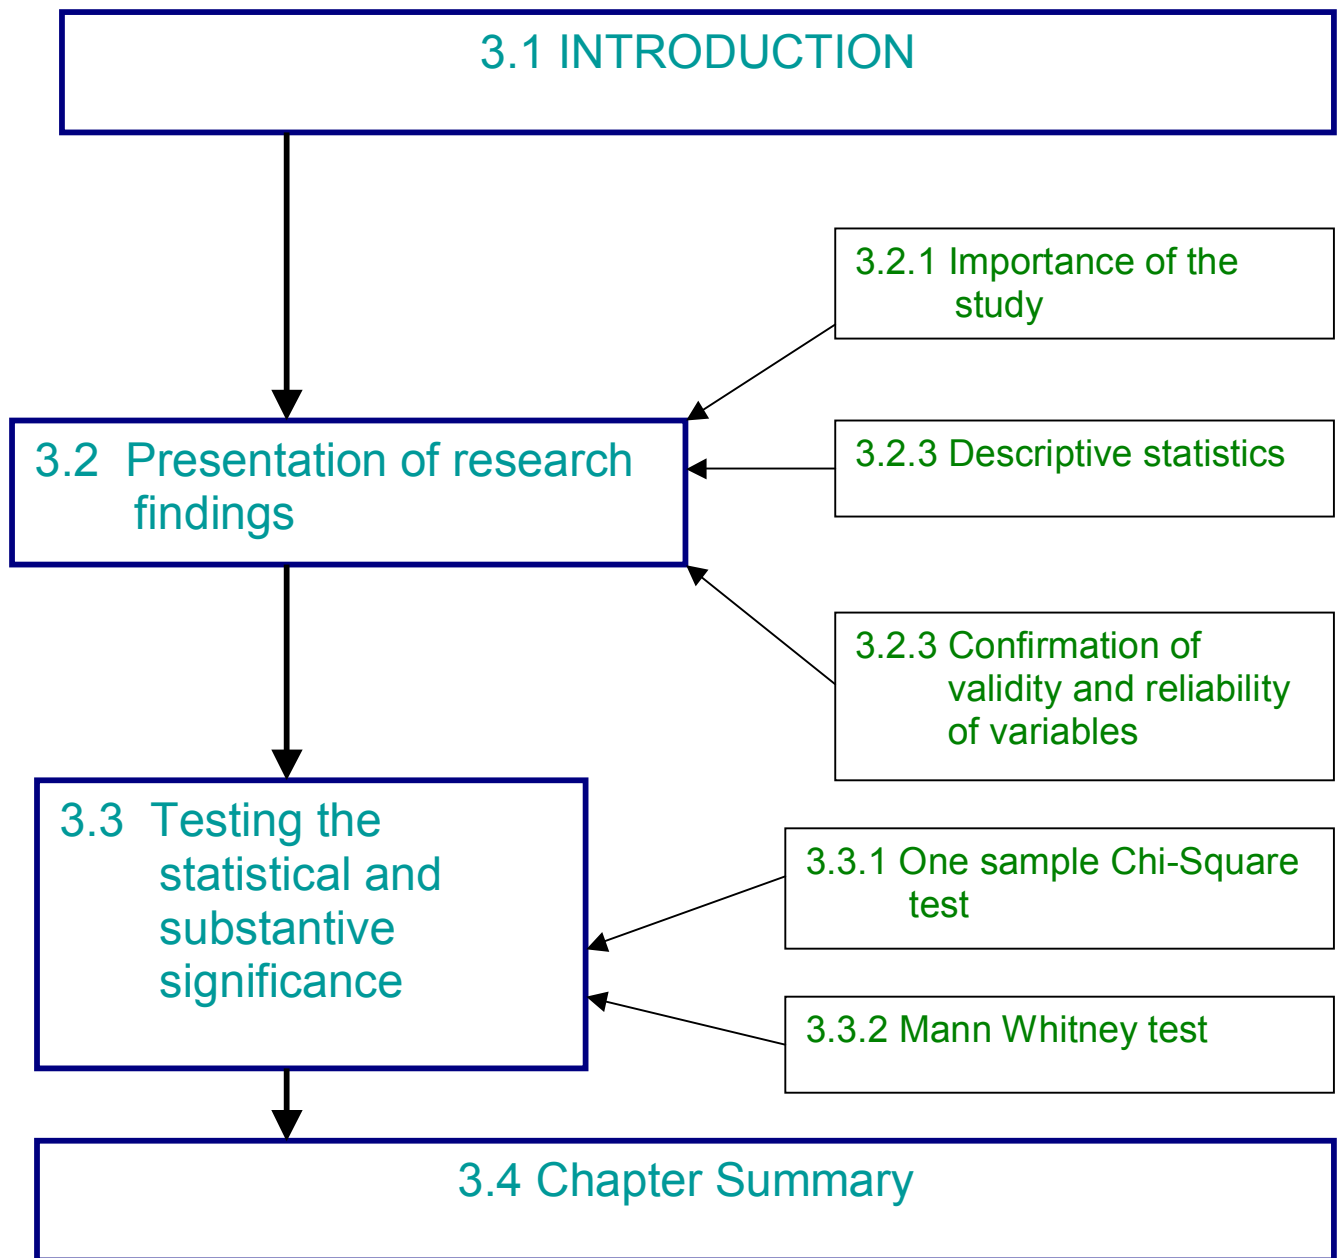 3.1 INTRODUCTION
3.2.1 Importance of the
study
3.2 Presentation of research
findings
3.2.3 Descriptive statistics
3.2.3 Confirmation of
validity and reliability
of variables
3.3 Testing the
statistical and
substantive
significance
3.3.1 One sample Chi-Square
test
3.3.2 Mann Whitney test
3.4 Chapter Summary